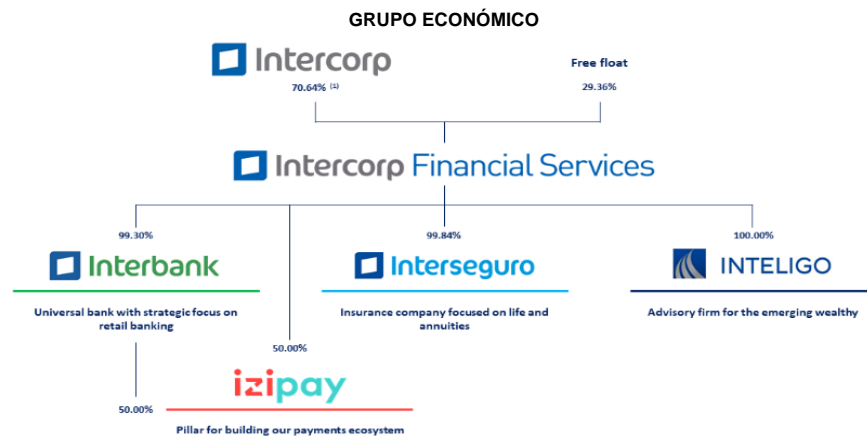 GRUPO ECONÓMICO
Intercorp
Free float
70.64% (1)
29.36%
Intercorp Financial Services
99.30%
99.84%
100.00%
Interbank
Interseguro
INTELIGO
Universal bank with strategic focus on
retail banking
Insurance company focused on life and
annuities
Advisory firm for the emerging wealthy
50.00%
izipay
50.00%
Pillar for building our payments ecosystem